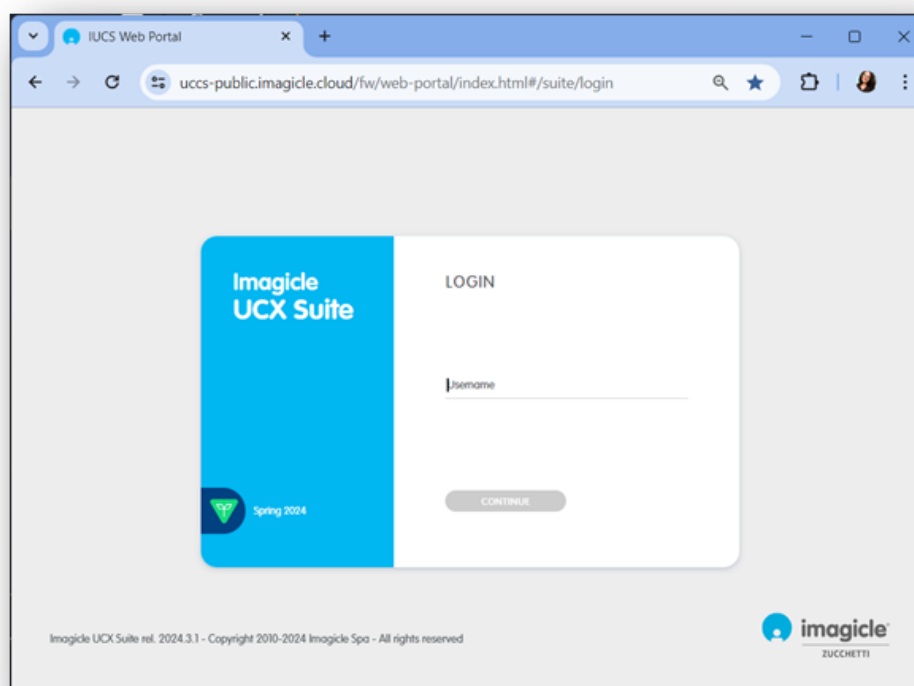 IUCS Web Portal
uccs-public.imagicle.cloud/fw/web-portal/index.html#/suite/login
Imagicle
UCX Suite
LOGIN
Username
CONTINUE
Spring 2024
Imagicle UCX Suite rel. 2024.3.1 - Copyright 2010-2024 Imagicle Spa - All rights reserved
imagicle
ZUCCHETTI